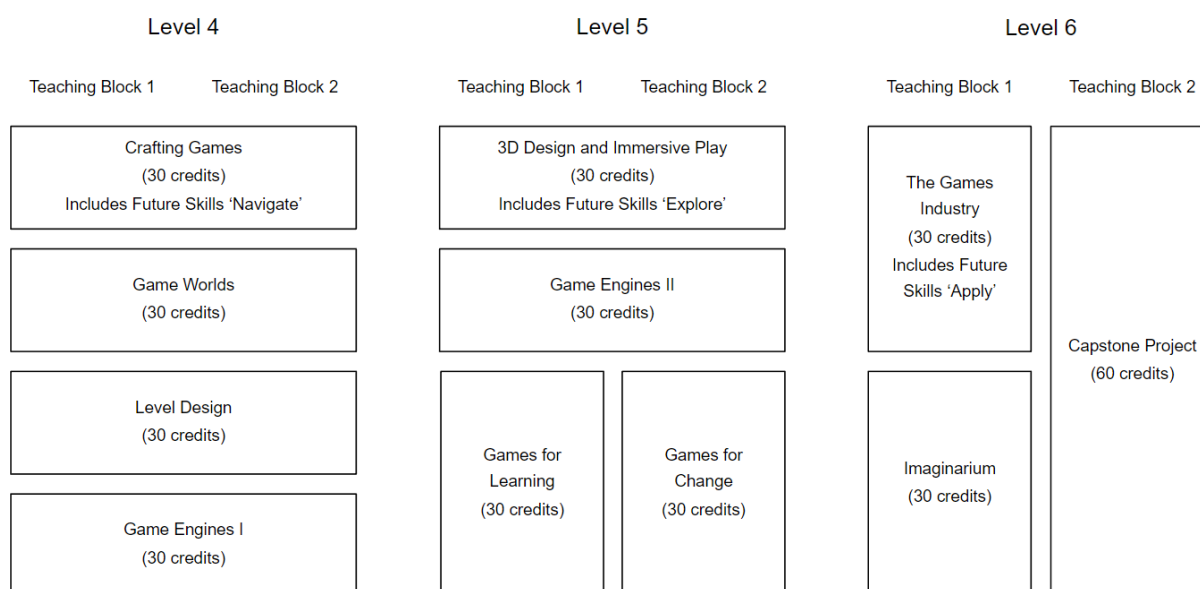 Level 4
Teaching Block 1
Teaching Block 2
Crafting Games
(30 credits)
Includes Future Skills ‘Navigate’
Game Worlds
(30 credits)
Level Design
(30 credits)
Game Engines I
(30 credits)
Level 5
Teaching Block 1
Teaching Block 2
3D Design and Immersive Play
(30 credits)
Includes Future Skills ‘Explore’
Game Engines II
(30 credits)
Games for
Learning
(30 credits)
Games for
Change
(30 credits)
Level 6
Teaching Block 1
Teaching Block 2
The Games
Industry
(30 credits)
Includes Future
Skills ‘Apply’
Imaginarium
(30 credits)
Capstone Project
(60 credits)